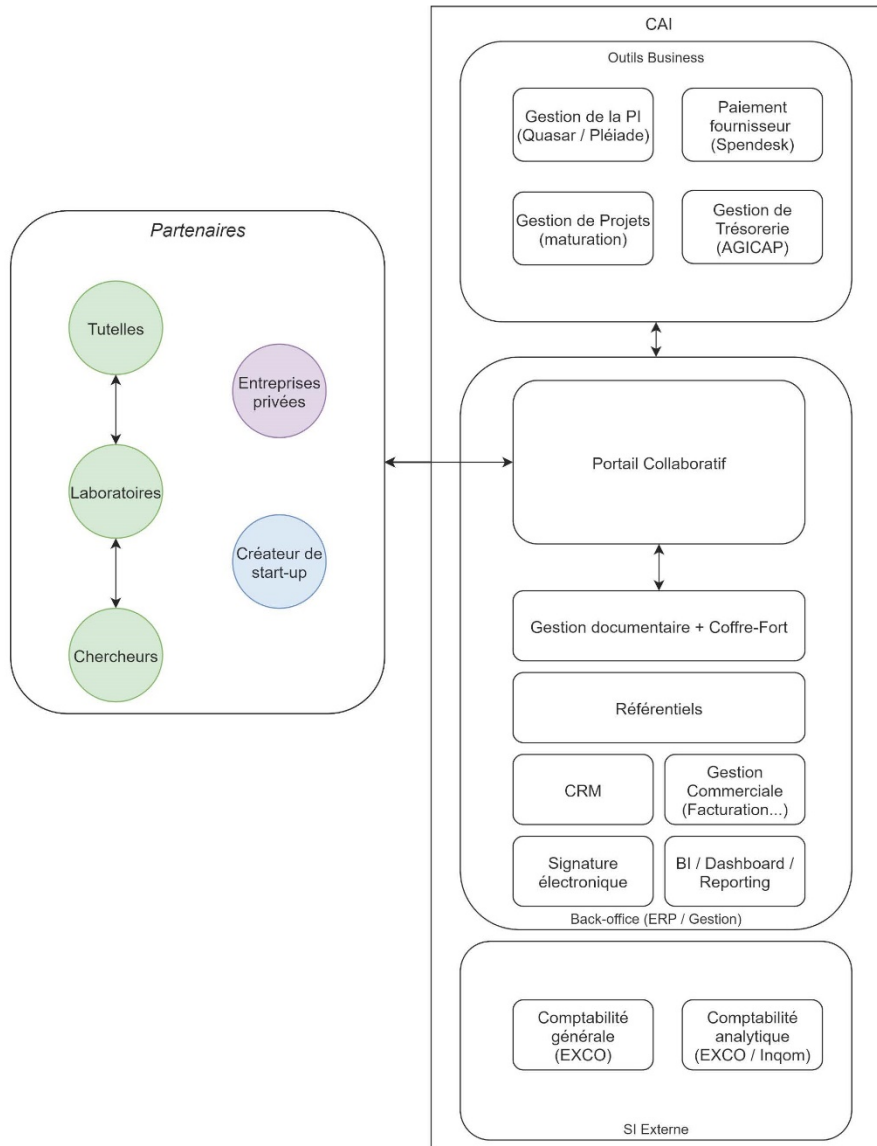 CAI
Outils Business
Gestion de la PI
(Quasar / Pléiade)
Paiement
fournisseur
(Spendesk)
Gestion de Projets
(maturation)
Gestion de
Trésorerie
(AGICAP)
Partenaires
Tutelles
Entreprises
privées
Laboratoires
Créateur de
start-up
Chercheurs
Portail Collaboratif
Gestion documentaire + Coffre-Fort
Référentiels
CRM
Gestion
Commerciale
(Facturation...)
Signature
électronique
BI / Dashboard /
Reporting
Back-office (ERP / Gestion)
Comptabilité
générale
(EXCO)
Comptabilité
analytique
(EXCO / Inqom)
SI Externe